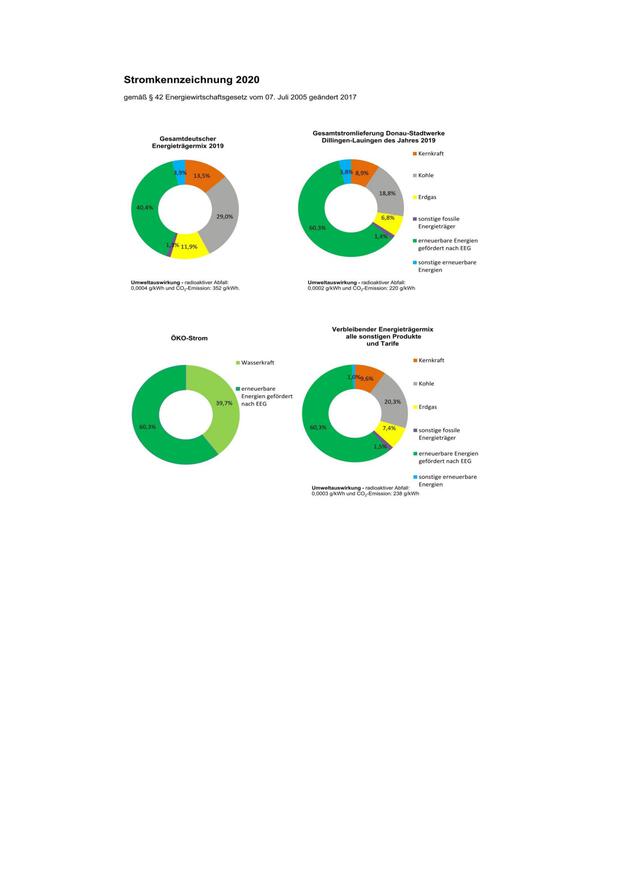 Stromkennzeichnung 2020
gemäß § 42 Energiewirtschaftsgesetz vom 07. Juli 2005 geändert 2017
Gesamtdeutscher
Energieträgermix 2019
3,9%
13,5%
40,4%
29,0%
1,3%
11,9%
Umweltauswirkung - radioaktiver Abfall:
0,0004 g/kWh und CO2-Emission: 352 g/kWh.
Gesamtstromlieferung Donau-Stadtwerke
Dillingen-Lauingen des Jahres 2019
3,8%
8,9%
18,8%
6,8%
60,3%
1,4%
Kernkraft
Kohle
Erdgas
sonstige fossile
Energieträger
erneuerbare Energien
gefördert nach EEG
sonstige erneuerbare
Energien
Umweltauswirkung - radioaktiver Abfall:
0,0002 g/kWh und CO2-Emission: 220 g/kWh
ÖKO-Strom
Wasserkraft
erneuerbare
Energien gefördert
nach EEG
39,7%
60,3%
Verbleibender Energieträgermix
alle sonstigen Produkte
und Tarife
1,0%
9,6%
20,3%
7,4%
60,3%
1,5%
Kernkraft
Kohle
Erdgas
sonstige fossile
Energieträger
erneuerbare Energien
gefördert nach EEG
sonstige erneuerbare
Energien
Umweltauswirkung - radioaktiver Abfall:
0,0003 g/kWh und CO2-Emission: 238 g/kWh